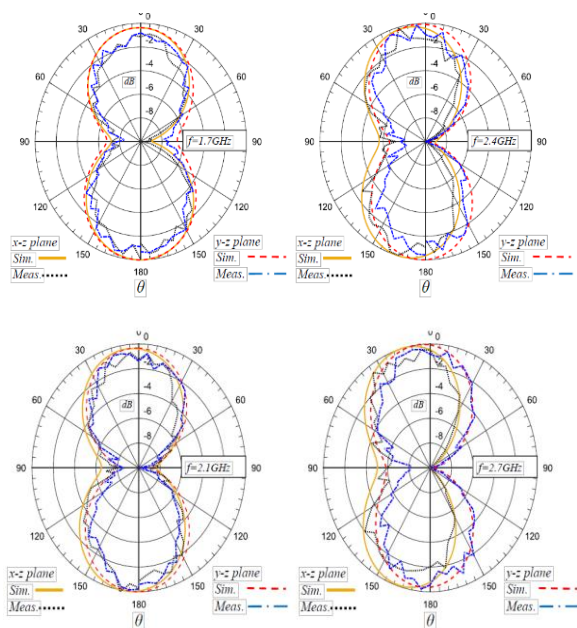 0
30 -2 30
-4
60 60
dB -6
-8
90 f=1.7GHz 90
120 120
150 150
180
x-z plane y-z plane
Sim. Sim.
Meas. Meas.
θ
0
30 -2 30
-4
60 60
dB -6
-8
90 f=2.4GHz 90
120 120
150 150
180
x-z plane y-z plane
Sim. Sim.
Meas. Meas.
θ
0
30 -2 30
-4
60 60
dB -6
-8
90 f=2.1GHz 90
120 120
150 150
180
x-z plane y-z plane
Sim. Sim.
Meas. Meas.
θ
0
30 -2 30
-4
60 60
dB -6
-8
90 f=2.7GHz 90
120 120
150 150
180
x-z plane y-z plane
Sim. Sim.
Meas. Meas.
θ